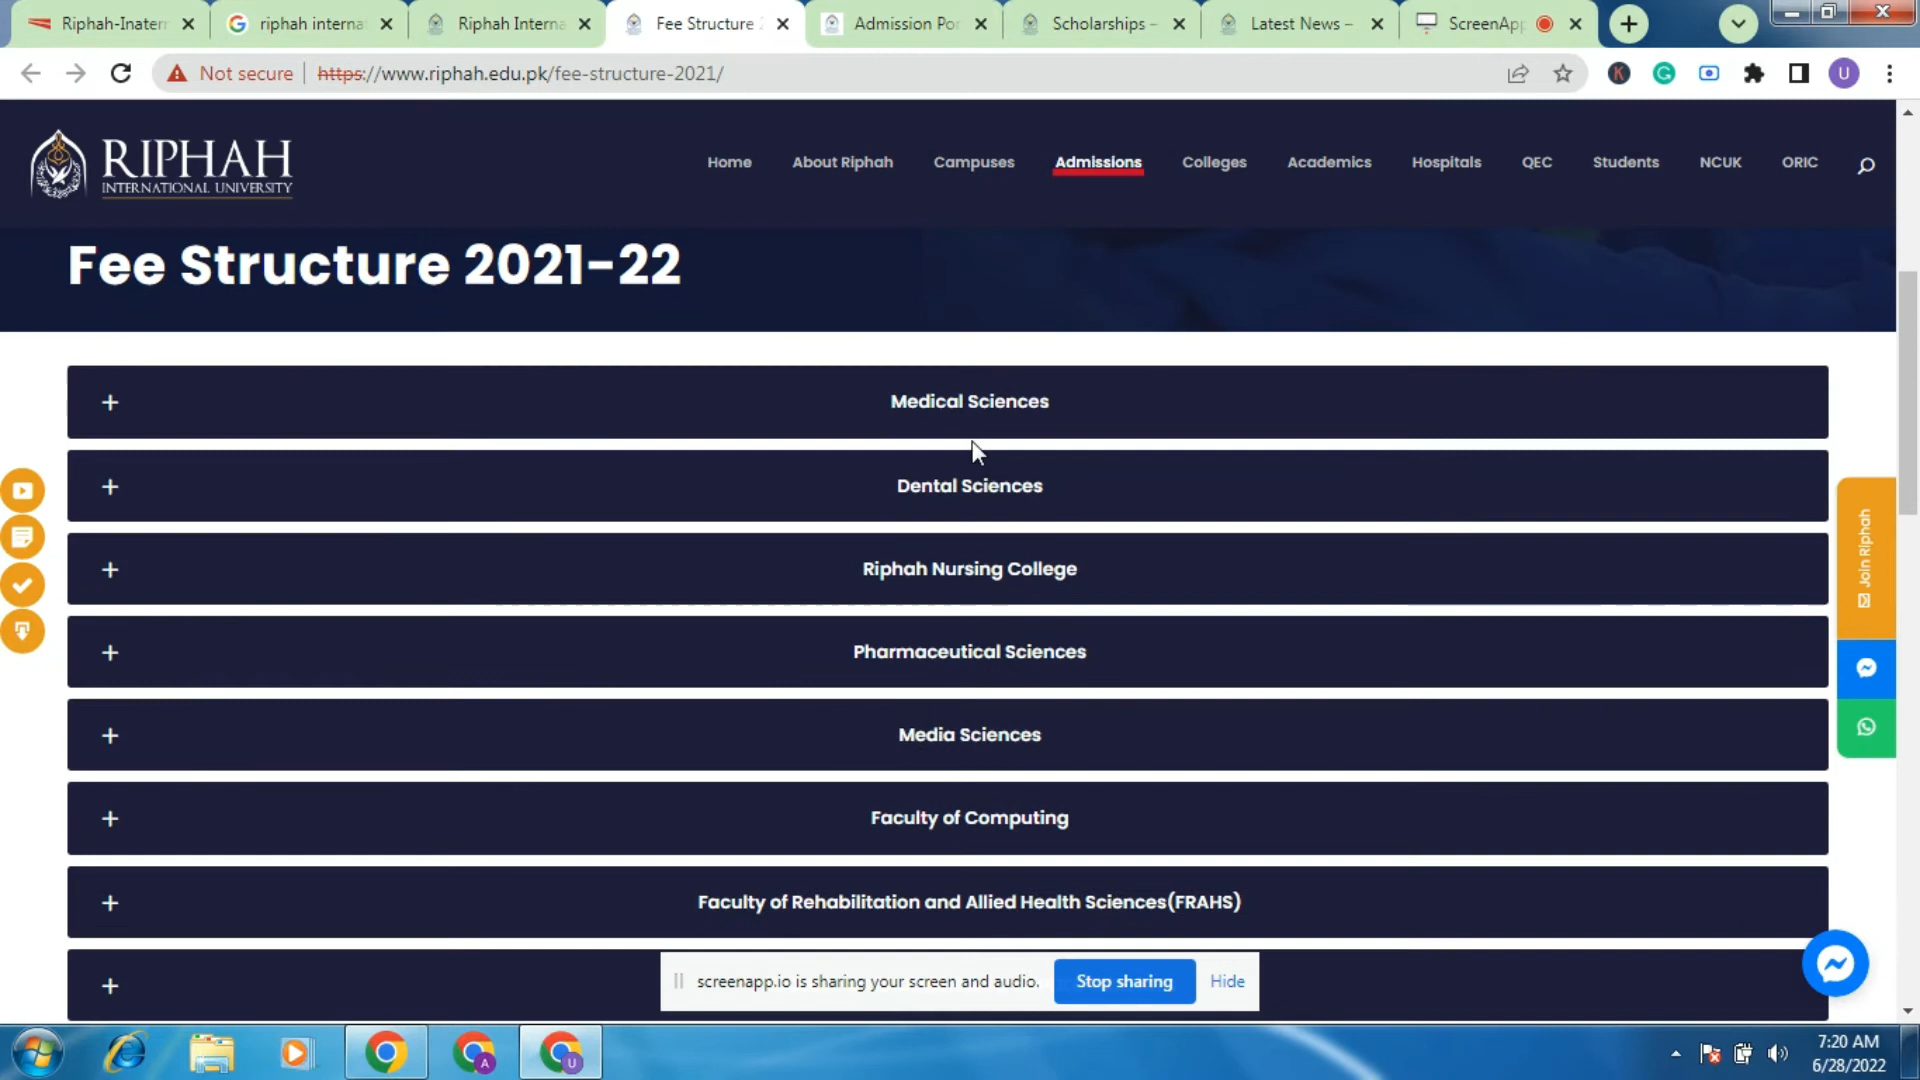 Riphah-Inatern
riphah interna
Riphah Interna
Fee Structure 2
Admission Por
Scholarships –
Latest News –
ScreenApp
Not secure
https://www.riphah.edu.pk/fee-structure-2021/
K
G
U
RIPHAH
INTERNATIONAL UNIVERSITY
Home
About Riphah
Campuses
Admissions
Colleges
Academics
Hospitals
QEC
Students
NCUK
ORIC
Fee Structure 2021-22
+ Medical Sciences
+ Dental Sciences
+ Riphah Nursing College
+ Pharmaceutical Sciences
+ Media Sciences
+ Faculty of Computing
+ Faculty of Rehabilitation and Allied Health Sciences(FRAHS)
+
Join Riphah
screenapp.io is sharing your screen and audio.
Stop sharing
Hide
A
U
7:20 AM
6/28/2022